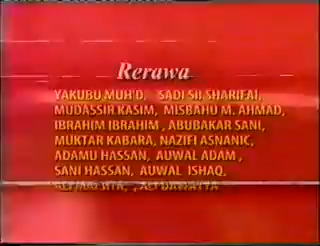 Rerawa
YAKUBU MUH'D, SADI SII SHARIFAI,
MUDASSIR KASIM, MISBAHU M. AHMAD,
IBRAHIM IBRAHIM , ABUBAKAR SANI,
MUKTAR KABARA, NAZIFI ASNANIC,
ADAMU HASSAN, AUWAL ADAM ,
SANI HASSAN, AUWAL ISHAQ.